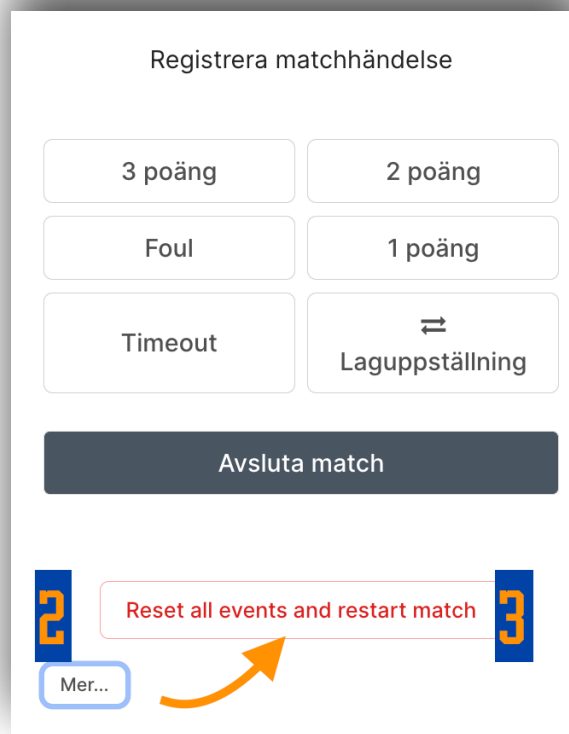 Registrera matchhändelse
3 poäng
2 poäng
Foul
1 poäng
Timeout
Laguppställning
Avsluta match
2
Reset all events and restart match
3
Mer...